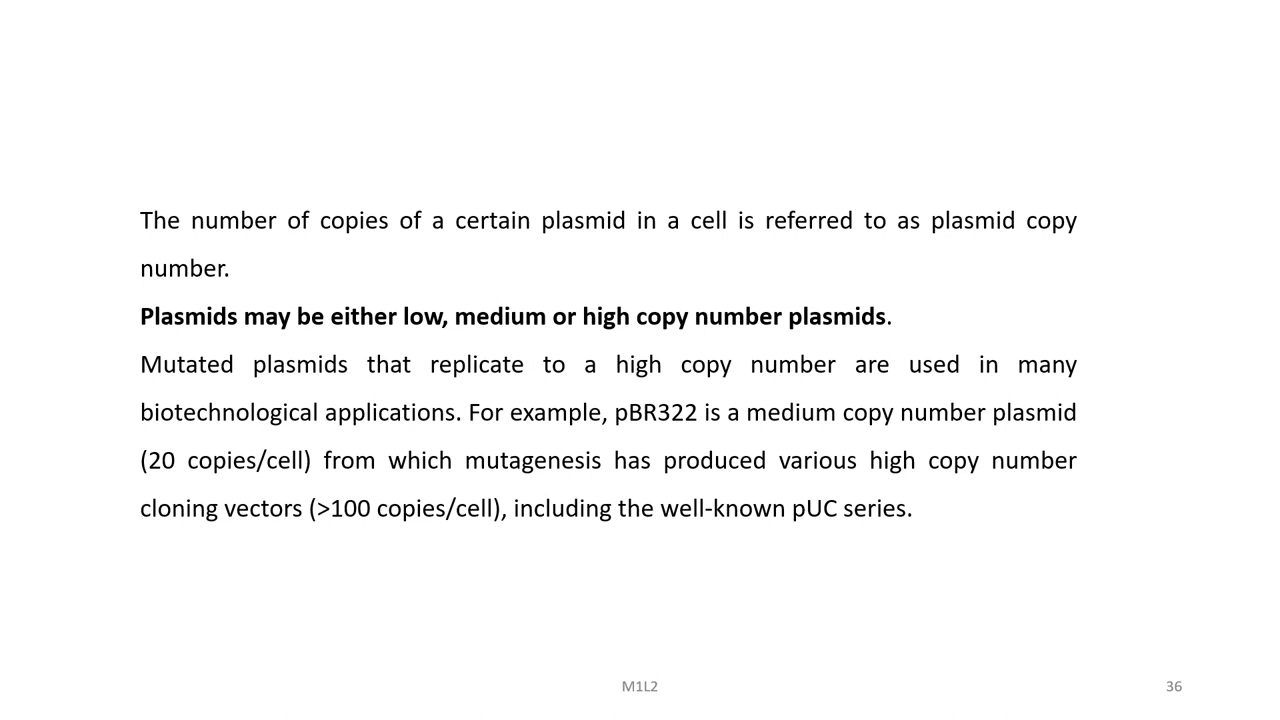 The number of copies of a certain plasmid in a cell is referred to as plasmid copy
number.
Plasmids may be either low, medium or high copy number plasmids.
Mutated plasmids that replicate to a high copy number are used in many
biotechnological applications. For example, pBR322 is a medium copy number plasmid
(20 copies/cell) from which mutagenesis has produced various high copy number
cloning vectors (>100 copies/cell), including the well-known pUC series.
M1L2
36